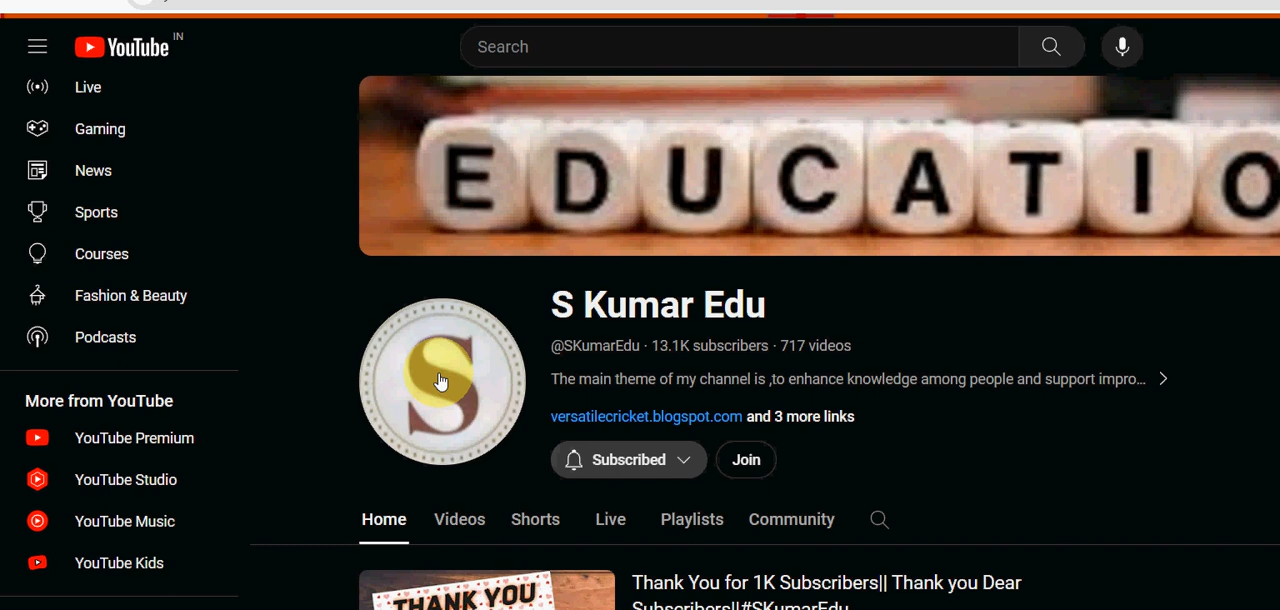 YouTube IN
Search
Live
Gaming
News
Sports
Courses
Fashion & Beauty
Podcasts
More from YouTube
YouTube Premium
YouTube Studio
YouTube Music
YouTube Kids
EDUCATIO
S
S Kumar Edu
@SKumarEdu · 13.1K subscribers · 717 videos
The main theme of my channel is ,to enhance knowledge among people and support impro...
versatilecricket.blogspot.com and 3 more links
Subscribed
Join
Home Videos Shorts Live Playlists Community
THANK YOU
Thank You for 1K Subscribers|| Thank you Dear
Subscribers||#SKumarEdu